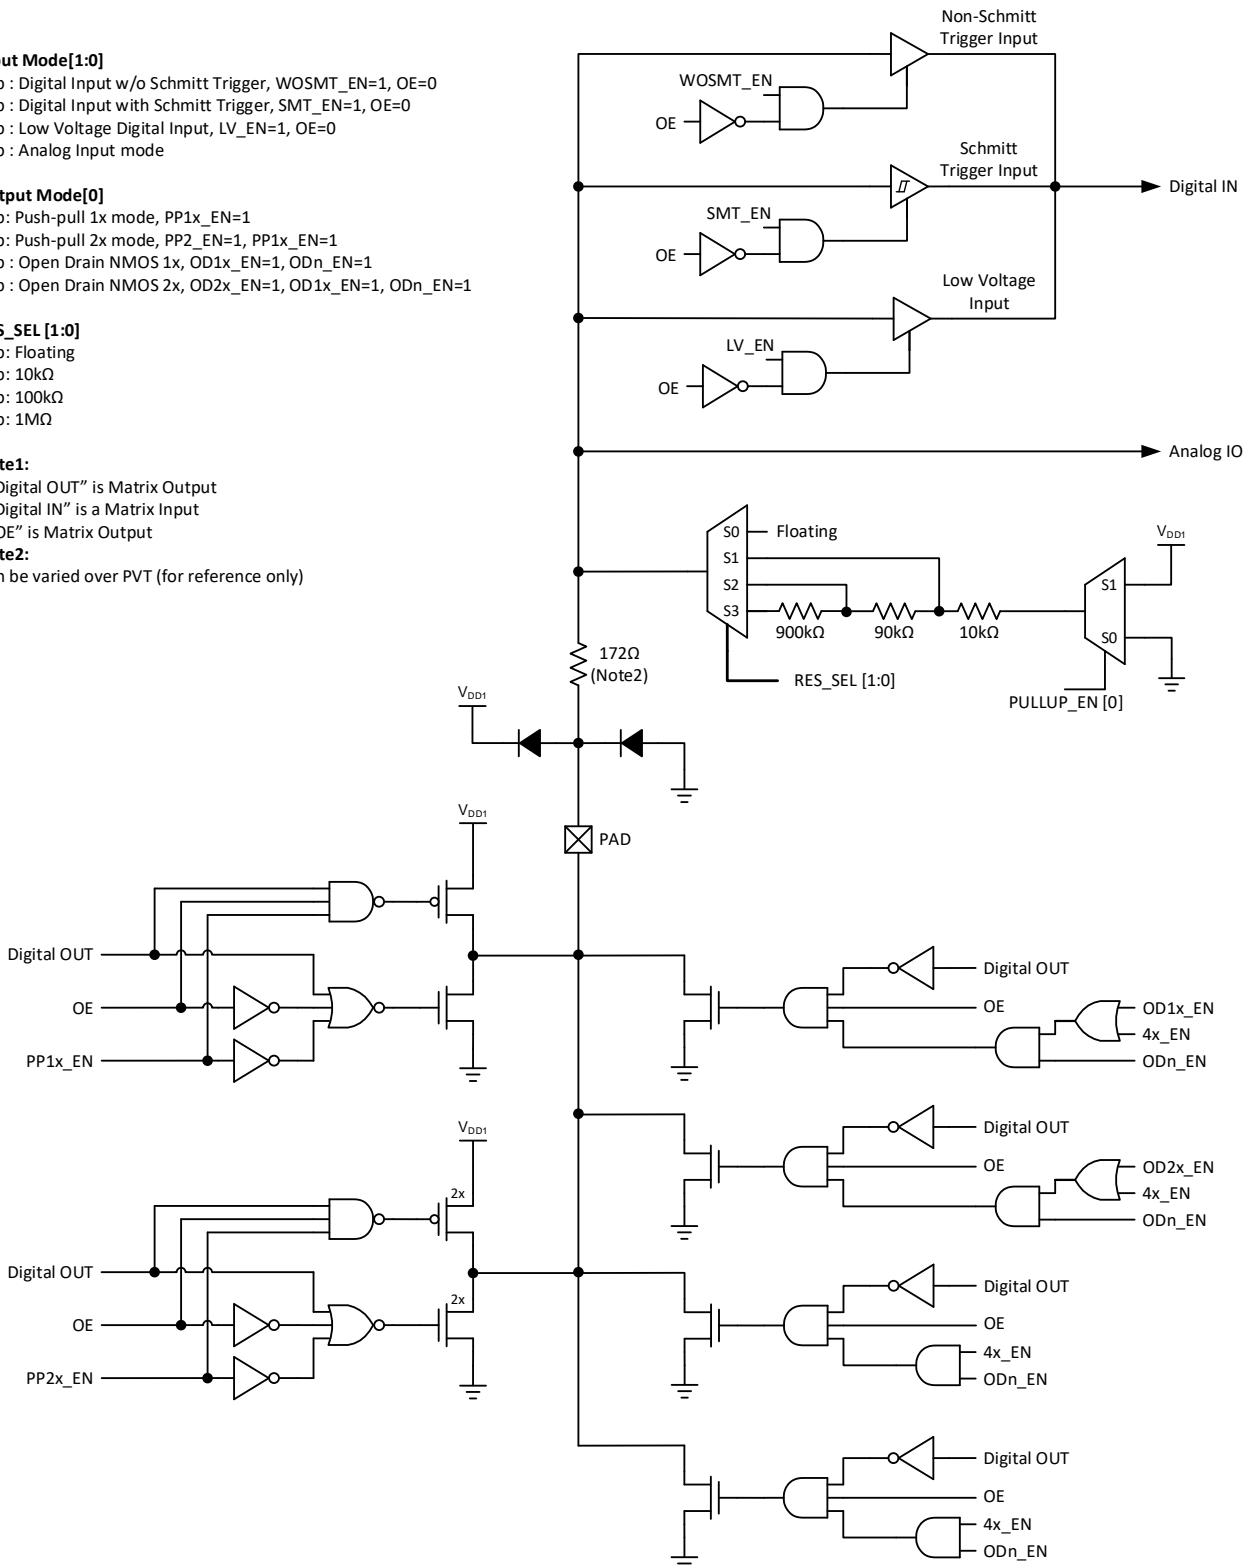 ut Mode[1:0]
: Digital Input w/o Schmitt Trigger, WOSMT_EN=1, OE=0
: Digital Input with Schmitt Trigger, SMT_EN=1, OE=0
: Low Voltage Digital Input, LV_EN=1, OE=0
: Analog Input mode
tput Mode[0]
: Push-pull 1x mode, PP1x_EN=1
: Push-pull 2x mode, PP2_EN=1, PP1x_EN=1
: Open Drain NMOS 1x, OD1x_EN=1, ODn_EN=1
: Open Drain NMOS 2x, OD2x_EN=1, OD1x_EN=1, ODn_EN=1
S_SEL [1:0]
: Floating
: 10kΩ
: 100kΩ
: 1MΩ
te1:
Digital OUT” is Matrix Output
Digital IN” is a Matrix Input
OE” is Matrix Output
te2:
n be varied over PVT (for reference only)
Non-Schmitt
Trigger Input
WOSMT_EN
OE
Schmitt
Trigger Input
Digital IN
SMT_EN
OE
Low Voltage
Input
LV_EN
OE
Analog IO
S0
Floating
S1
S2
S3
900kΩ
90kΩ
10kΩ
VDD1
S1
S0
RES_SEL [1:0]
PULLUP_EN [0]
172Ω
(Note2)
VDD1
PAD
VDD1
Digital OUT
OE
PP1x_EN
Digital OUT
OE
OD1x_EN
4x_EN
ODn_EN
VDD1
2x
2x
Digital OUT
OE
PP2x_EN
Digital OUT
OE
OD2x_EN
4x_EN
ODn_EN
Digital OUT
OE
4x_EN
ODn_EN
Digital OUT
OE
4x_EN
ODn_EN